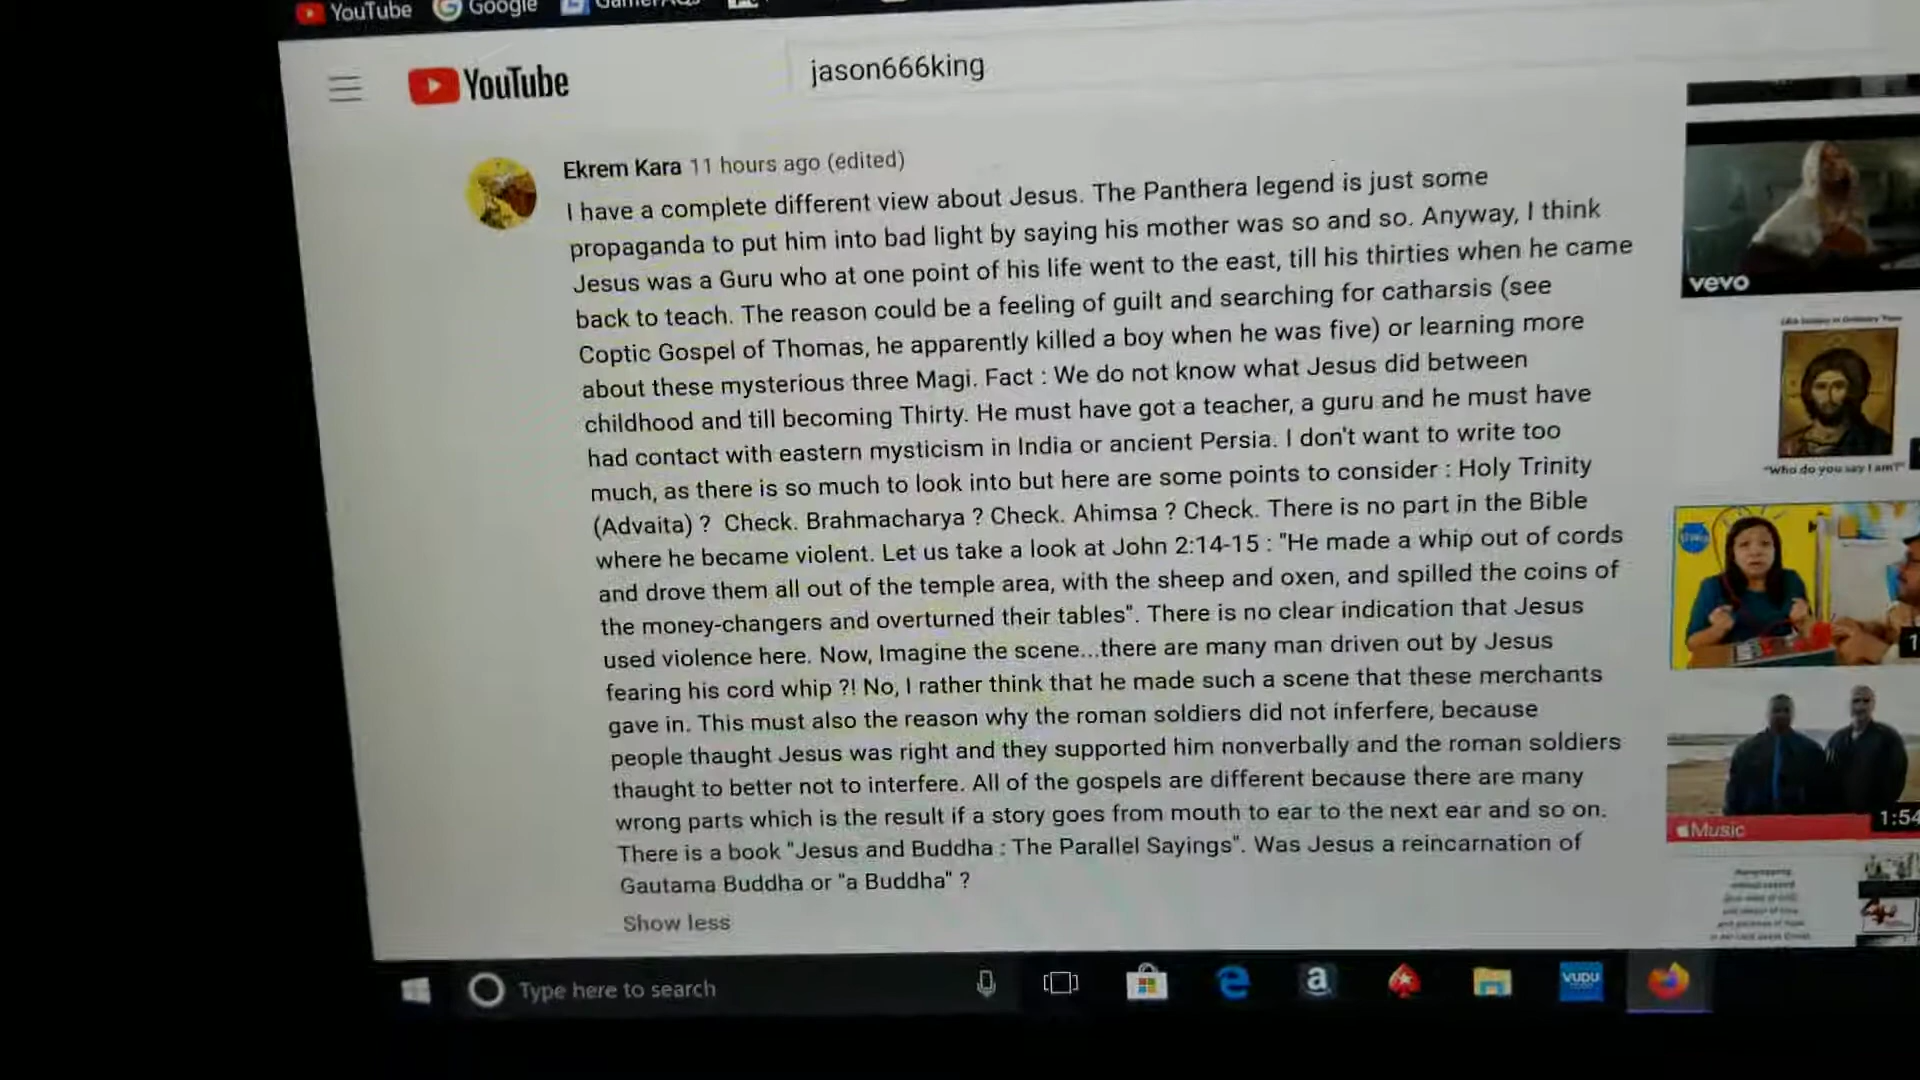 YouTube
Google
YouTube
jason666king
Ekrem Kara 11 hours ago (edited)
I have a complete different view about Jesus. The Panthera legend is just some
propaganda to put him into bad light by saying his mother was so and so. Anyway, I think
Jesus was a Guru who at one point of his life went to the east, till his thirties when he came
back to teach. The reason could be a feeling of guilt and searching for catharsis (see
Coptic Gospel of Thomas, he apparently killed a boy when he was five) or learning more
about these mysterious three Magi. Fact : We do not know what Jesus did between
childhood and till becoming Thirty. He must have got a teacher, a guru and he must have
had contact with eastern mysticism in India or ancient Persia. I don't want to write too
much, as there is so much to look into but here are some points to consider : Holy Trinity
(Advaita) ? Check. Brahmacharya ? Check. Ahimsa ? Check. There is no part in the Bible
where he became violent. Let us take a look at John 2:14-15 : "He made a whip out of cords
and drove them all out of the temple area, with the sheep and oxen, and spilled the coins of
the money-changers and overturned their tables". There is no clear indication that Jesus
used violence here. Now, Imagine the scene...there are many man driven out by Jesus
fearing his cord whip ?! No, I rather think that he made such a scene that these merchants
gave in. This must also the reason why the roman soldiers did not inferfere, because
people thaught Jesus was right and they supported him nonverbally and the roman soldiers
thaught to better not to interfere. All of the gospels are different because there are many
wrong parts which is the result if a story goes from mouth to ear to the next ear and so on.
There is a book "Jesus and Buddha : The Parallel Sayings". Was Jesus a reincarnation of
Gautama Buddha or "a Buddha" ?
Show less
vevo
"Who do you say I am?"
Music
1:54
Type here to search
a
VUDU